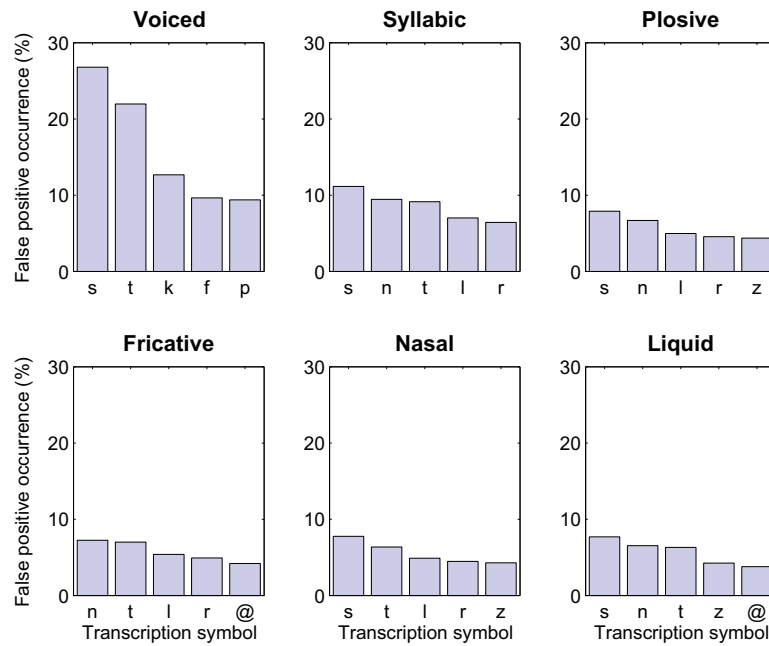 Voiced
Syllabic
Plosive
False positive occurrence (%)
30
20
10
0
s t k f p
30
20
10
0
s n t l r
30
20
10
0
s n l r z
Fricative
Nasal
Liquid
False positive occurrence (%)
30
20
10
0
n t l r @
Transcription symbol
30
20
10
0
s t l r z
Transcription symbol
30
20
10
0
s n t z @
Transcription symbol